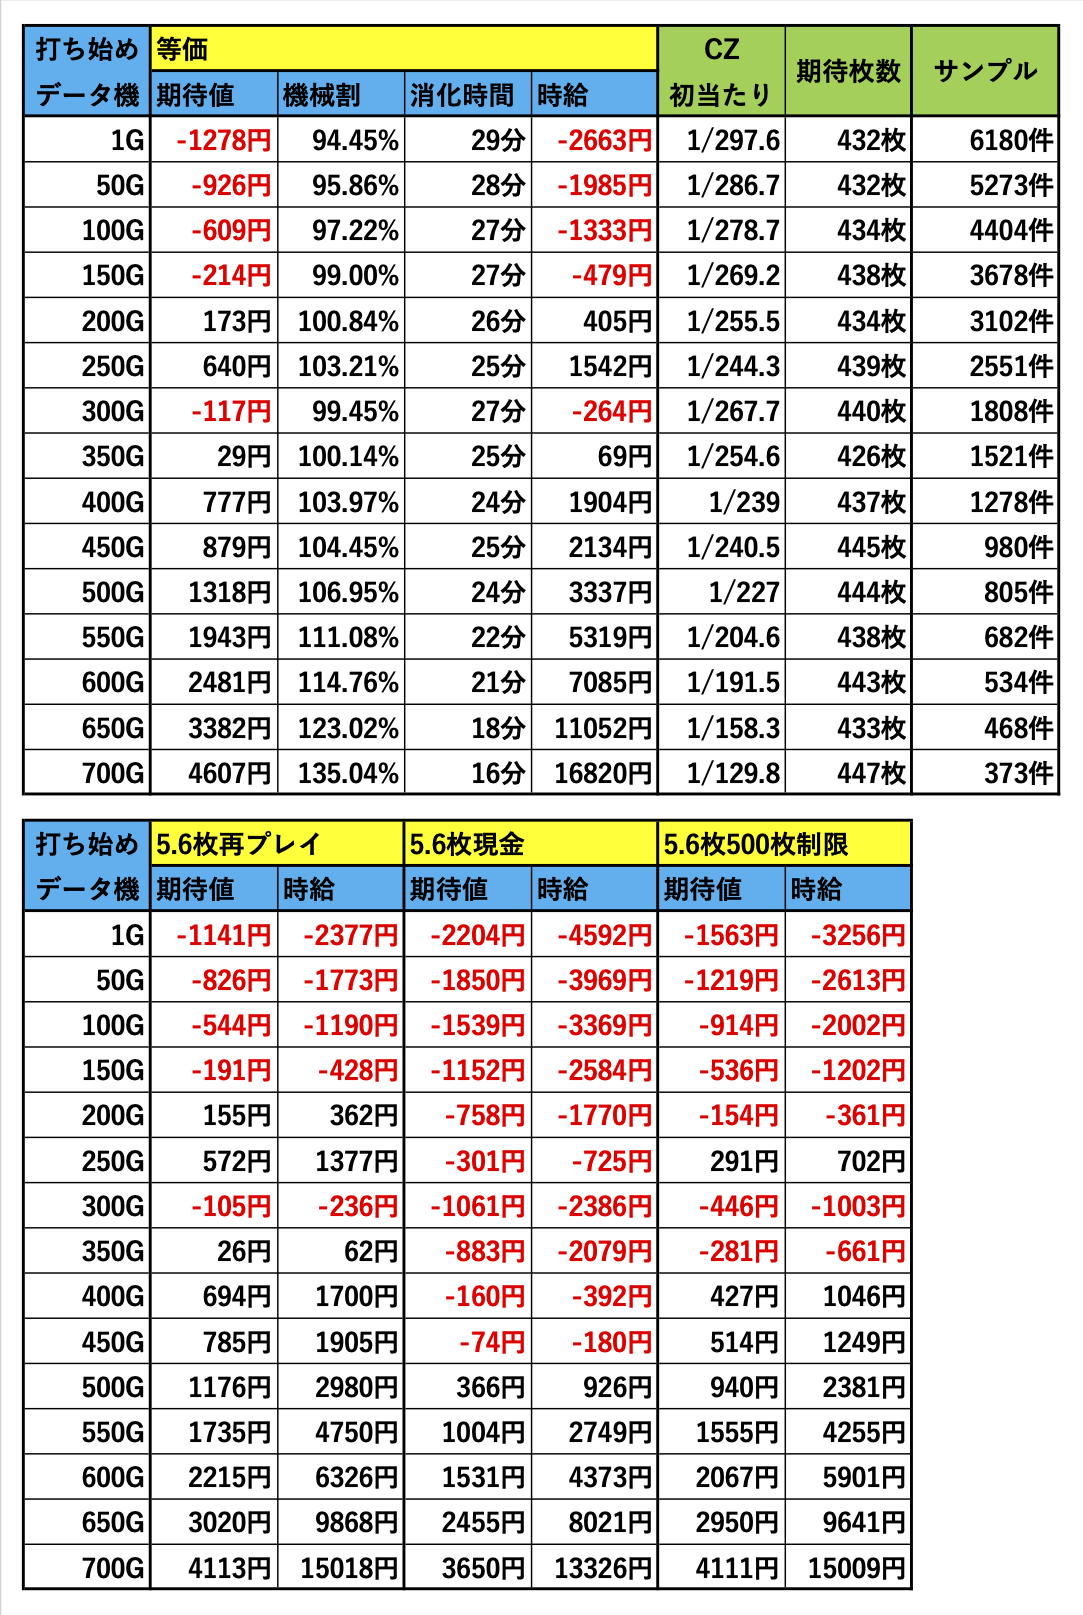 打ち始め 等価 CZ 期待枚数 サンプル
データ機 期待値 機械割 消化時間 時給 初当たり
1G -1278円 94.45% 29分 -2663円 1/297.6 432枚 6180件
50G -926円 95.86% 28分 -1985円 1/286.7 432枚 5273件
100G -609円 97.22% 27分 -1333円 1/278.7 434枚 4404件
150G -214円 99.00% 27分 -479円 1/269.2 438枚 3678件
200G 173円 100.84% 26分 405円 1/255.5 434枚 3102件
250G 640円 103.21% 25分 1542円 1/244.3 439枚 2551件
300G -117円 99.45% 27分 -264円 1/267.7 440枚 1808件
350G 29円 100.14% 25分 69円 1/254.6 426枚 1521件
400G 777円 103.97% 24分 1904円 1/239 437枚 1278件
450G 879円 104.45% 25分 2134円 1/240.5 445枚 980件
500G 1318円 106.95% 24分 3337円 1/227 444枚 805件
550G 1943円 111.08% 22分 5319円 1/204.6 438枚 682件
600G 2481円 114.76% 21分 7085円 1/191.5 443枚 534件
650G 3382円 123.02% 18分 11052円 1/158.3 433枚 468件
700G 4607円 135.04% 16分 16820円 1/129.8 447枚 373件
打ち始め 5.6枚再プレイ 5.6枚現金 5.6枚500枚制限
データ機 期待値 時給 期待値 時給 期待値 時給
1G -1141円 -2377円 -2204円 -4592円 -1563円 -3256円
50G -826円 -1773円 -1850円 -3969円 -1219円 -2613円
100G -544円 -1190円 -1539円 -3369円 -914円 -2002円
150G -191円 -428円 -1152円 -2584円 -536円 -1202円
200G 155円 362円 -758円 -1770円 -154円 -361円
250G 572円 1377円 -301円 -725円 291円 702円
300G -105円 -236円 -1061円 -2386円 -446円 -1003円
350G 26円 62円 -883円 -2079円 -281円 -661円
400G 694円 1700円 -160円 -392円 427円 1046円
450G 785円 1905円 -74円 -180円 514円 1249円
500G 1176円 2980円 366円 926円 940円 2381円
550G 1735円 4750円 1004円 2749円 1555円 4255円
600G 2215円 6326円 1531円 4373円 2067円 5901円
650G 3020円 9868円 2455円 8021円 2950円 9641円
700G 4113円 15018円 3650円 13326円 4111円 15009円